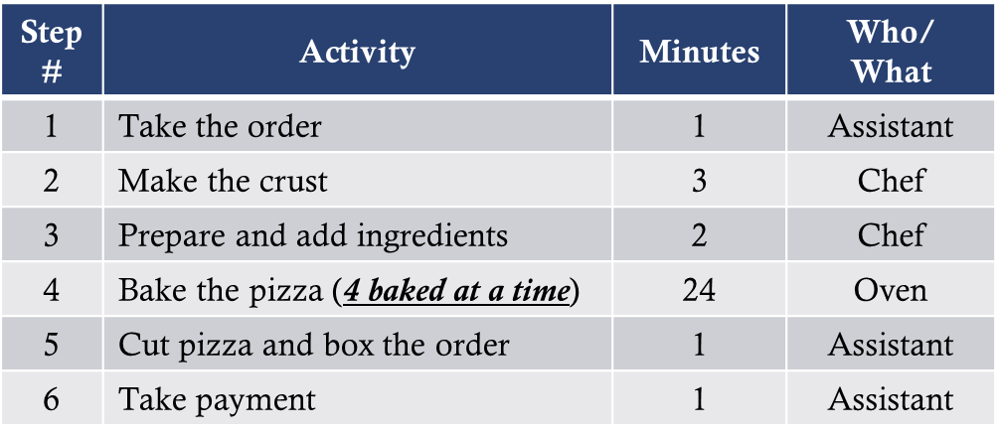 Step # Activity Minutes Who/ What
1 Take the order 1 Assistant
2 Make the crust 3 Chef
3 Prepare and add ingredients 2 Chef
4 Bake the pizza (4 baked at a time) 24 Oven
5 Cut pizza and box the order 1 Assistant
6 Take payment 1 Assistant